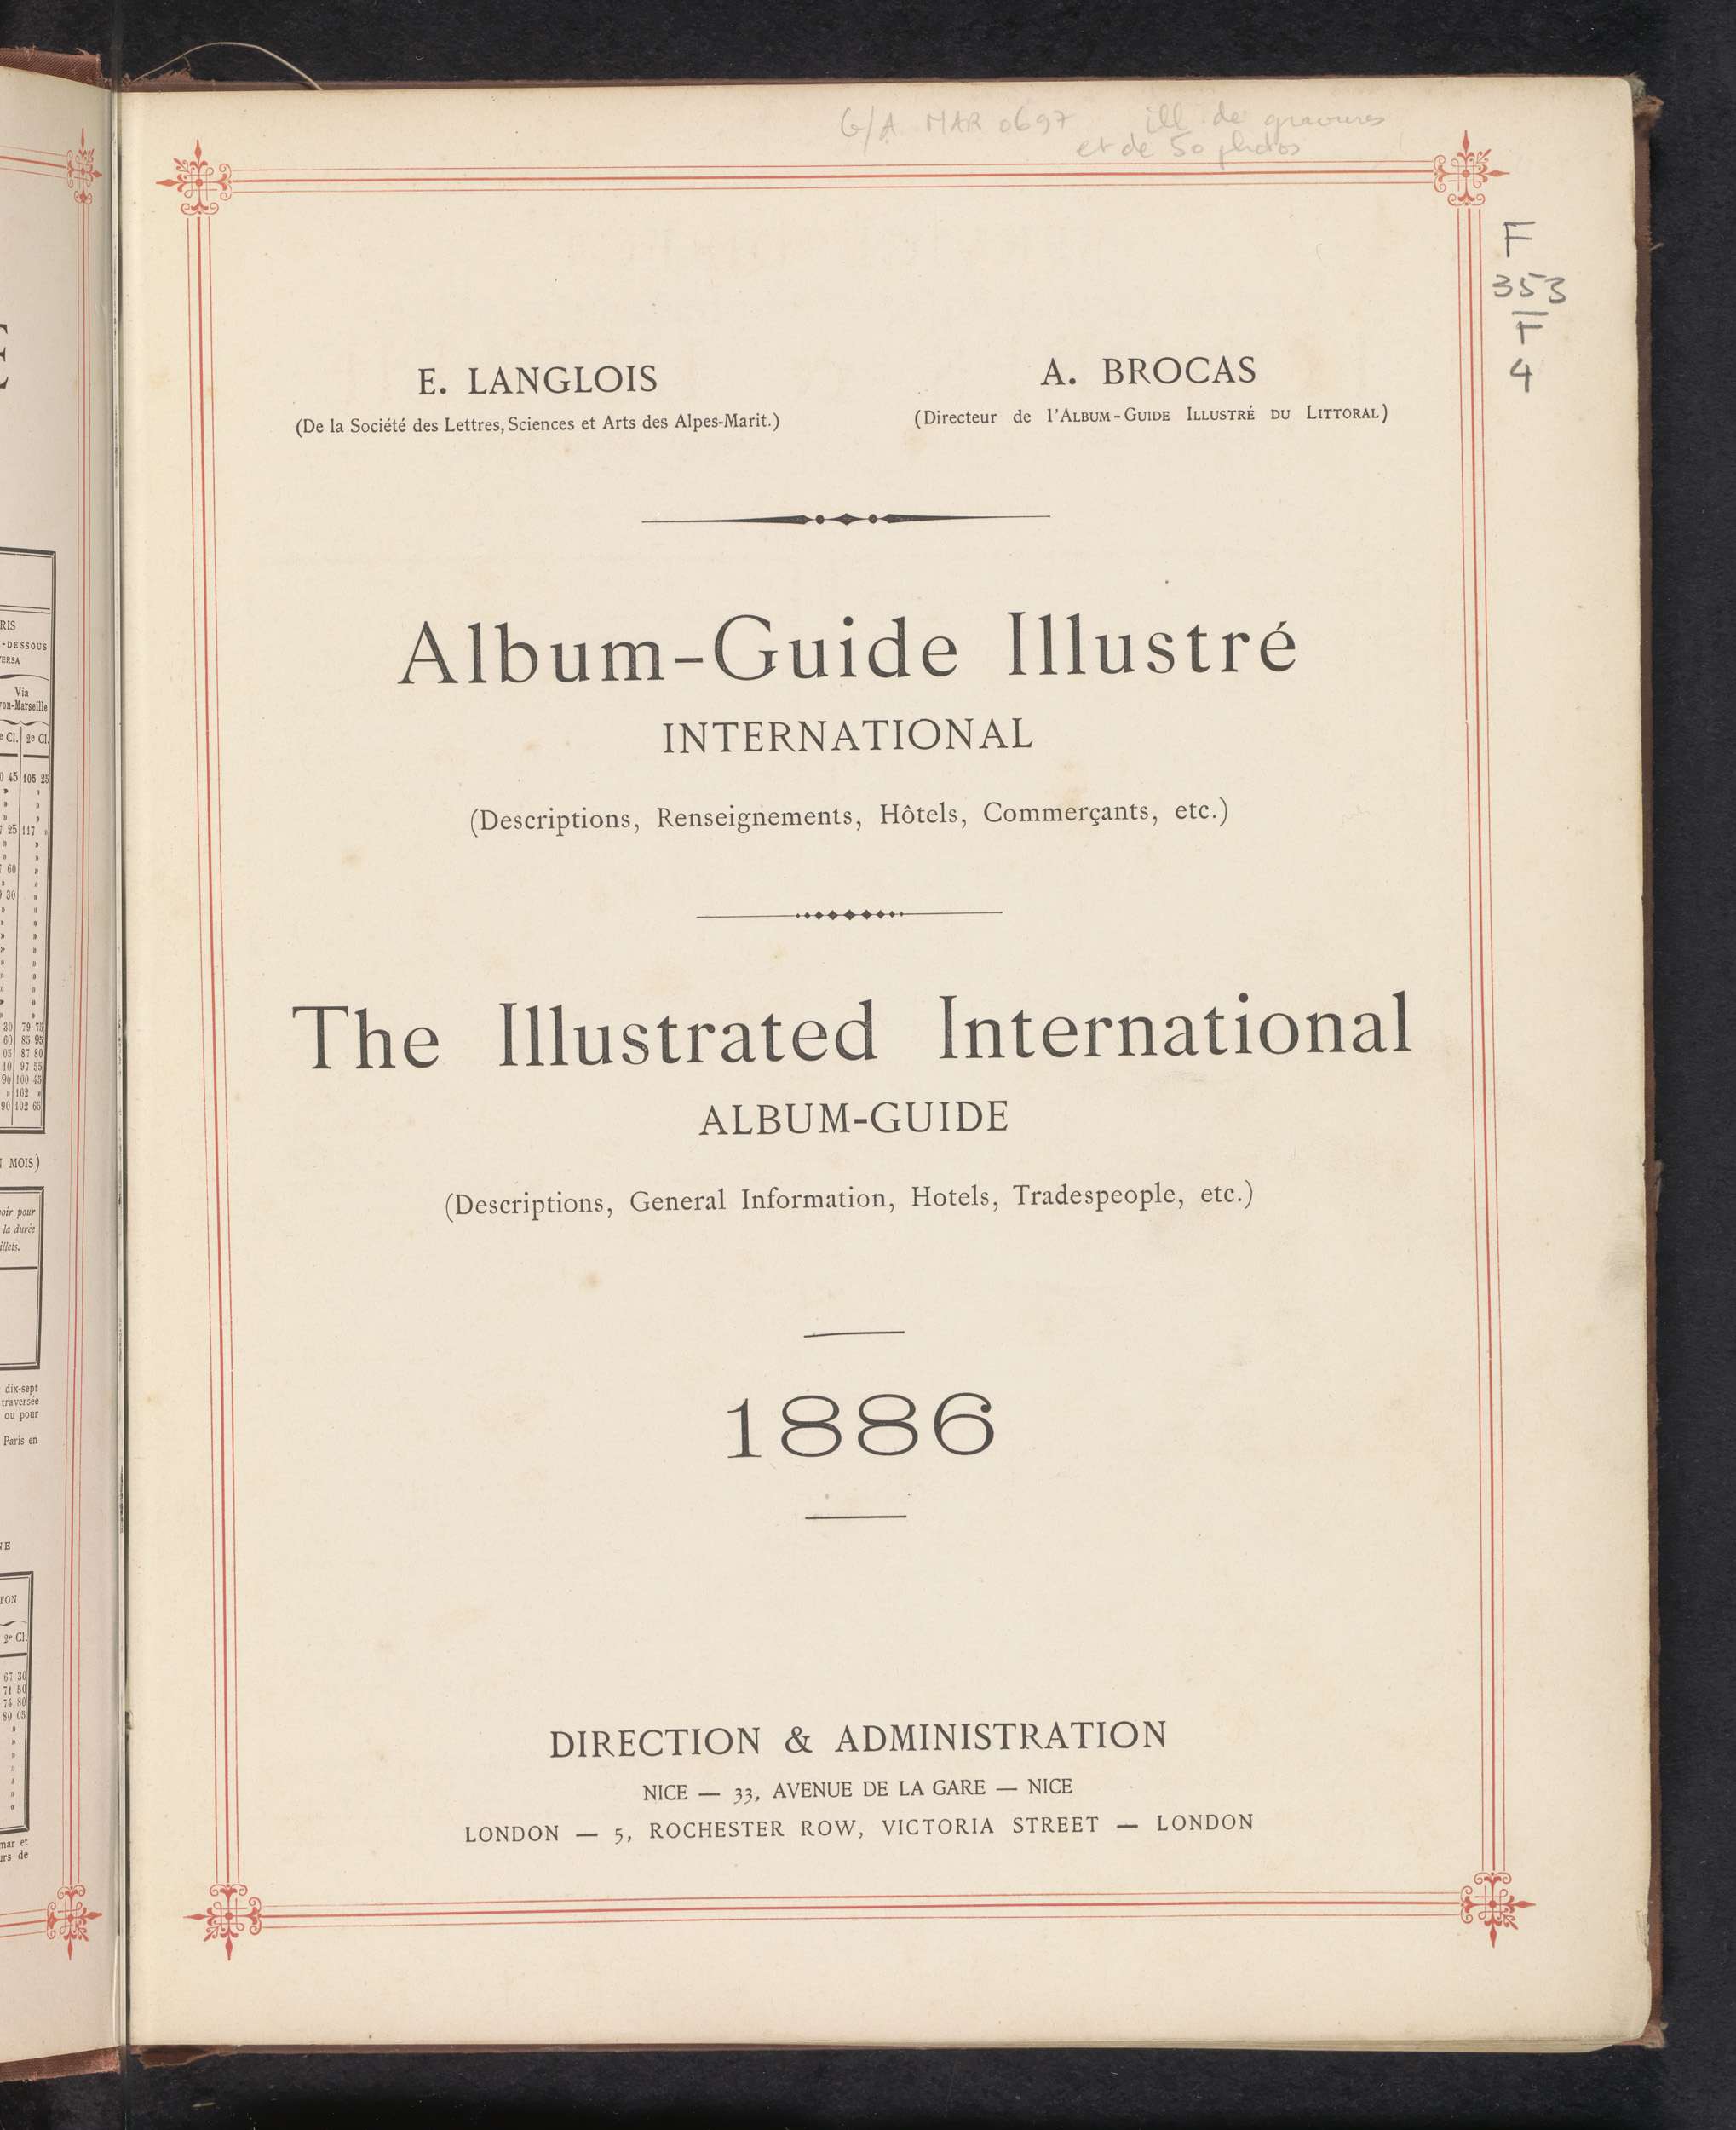 G/A MAR 0697 ill de gravures
et de 50 photos
F
353
F
4
E. LANGLOIS
(De la Société des Lettres, Sciences et Arts des Alpes-Marit.)
A. BROCAS
(Directeur de l'ALBUM-GUIDE ILLUSTRÉ DU LITTORAL)
Album-Guide Illustré
INTERNATIONAL
(Descriptions, Renseignements, Hôtels, Commerçants, etc.)
The Illustrated International
ALBUM-GUIDE
(Descriptions, General Information, Hotels, Tradespeople, etc.)
1886
DIRECTION & ADMINISTRATION
NICE — 33, AVENUE DE LA GARE — NICE
LONDON — 5, ROCHESTER ROW, VICTORIA STREET — LONDON